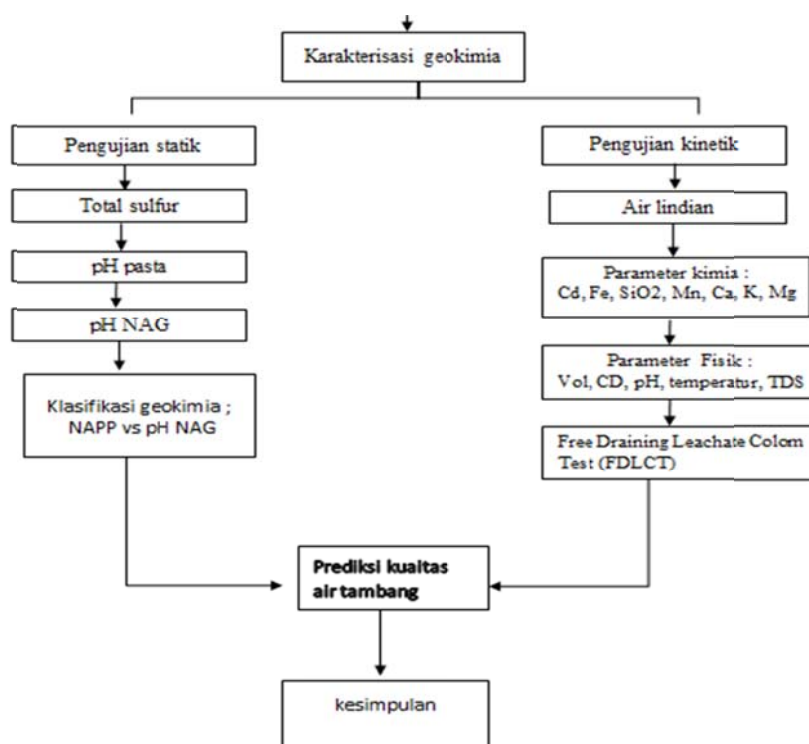 Karakterisasi geokimia
Pengujian statik
Total sulfur
pH pasta
pH NAG
Klasifikasi geokimia ;
NAPP vs pH NAG
Pengujian kinetik
Air lindian
Parameter kimia :
Cd, Fe, SiO2, Mn, Ca, K, Mg
Parameter Fisik :
Vol, CD, pH, temperatur, TDS
Free Draining Leachate Colom
Test (FDLCT)
Prediksi kualtas
air tambang
kesimpulan